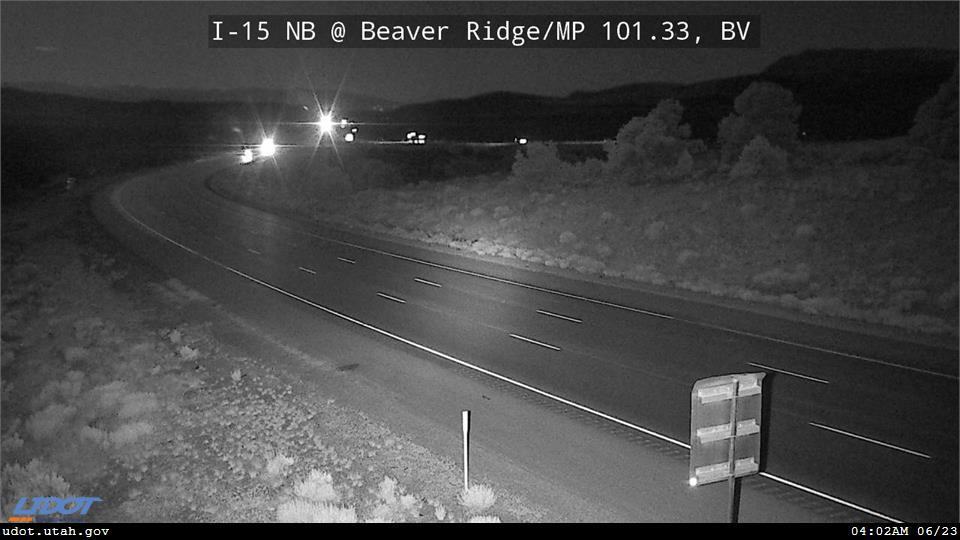 I-15 NB @ Beaver Ridge/MP 101.33, BV
UDOT
udot.utah.gov 04:02AM 06/23